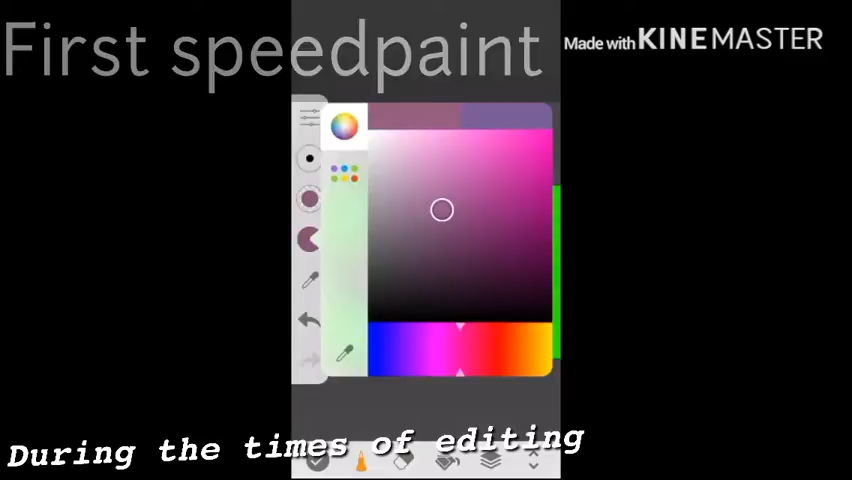 First speedpaint
Made with KINEMASTER
During the times of editing